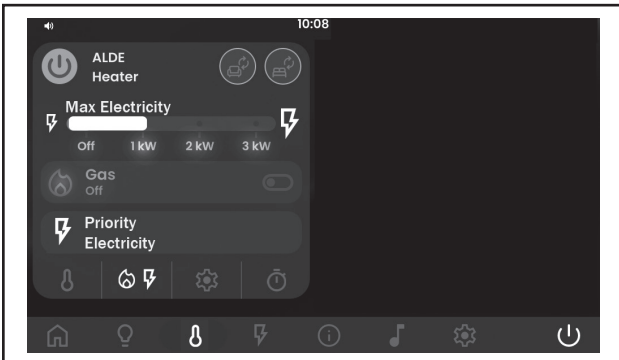 10:08
ALDE
Heater
Max Electricity
Off 1 kW 2 kW 3 kW
Gas
Off
Priority
Electricity